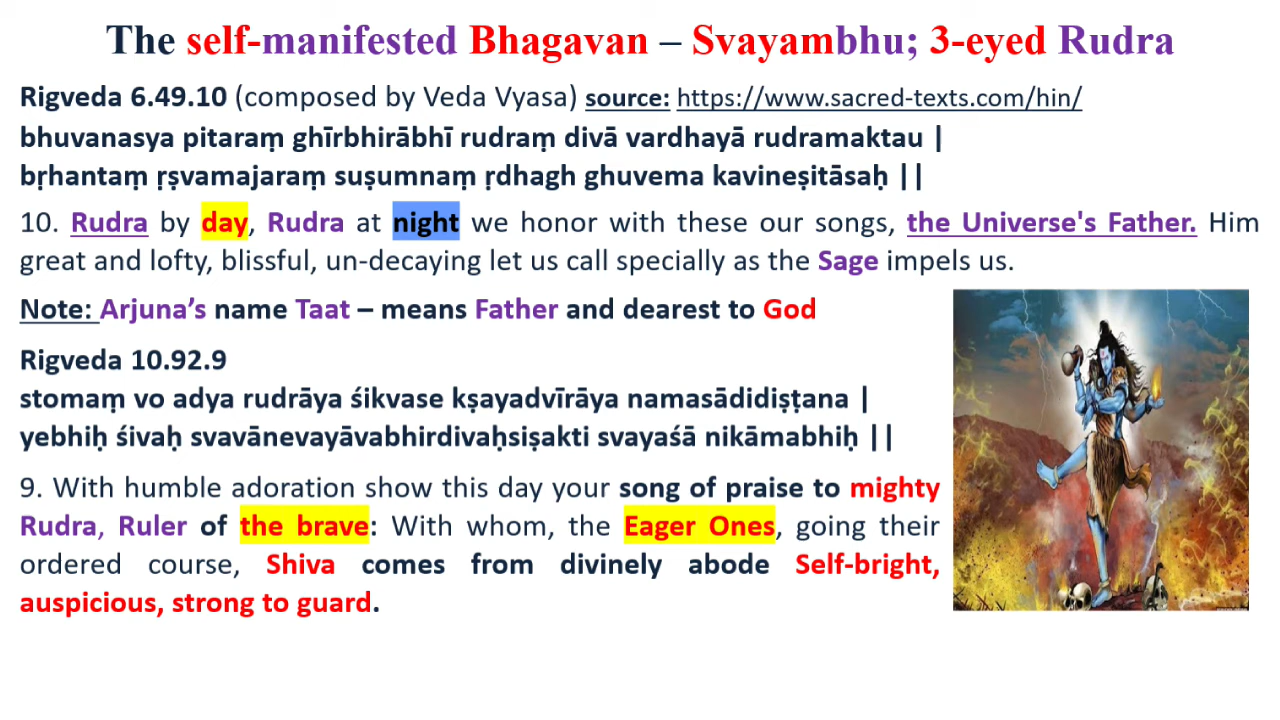 The self-manifested Bhagavan – Svayambhu; 3-eyed Rudra
Rigveda 6.49.10 (composed by Veda Vyasa) source: https://www.sacred-texts.com/hin/
bhuvanasya pitaraṃ ghīrbhirābhī rudraṃ divā vardhayā rudramaktau |
bṛhantaṃ ṛṣvamajaraṃ suṣumnaṃ ṛdhagh ghuvema kavineṣitāsaḥ ||
10. Rudra by day, Rudra at night we honor with these our songs, the Universe's Father. Him
great and lofty, blissful, un-decaying let us call specially as the Sage impels us.
Note: Arjuna’s name Taat – means Father and dearest to God
Rigveda 10.92.9
stomaṃ vo adya rudrāya śikvase kṣayadvīrāya namasādidiṣṭana |
yebhiḥ śivaḥ svavānevayāvabhirdivaḥsiṣakti svayaśā nikāmabhiḥ ||
9. With humble adoration show this day your song of praise to mighty
Rudra, Ruler of the brave: With whom, the Eager Ones, going their
ordered course, Shiva comes from divinely abode Self-bright,
auspicious, strong to guard.